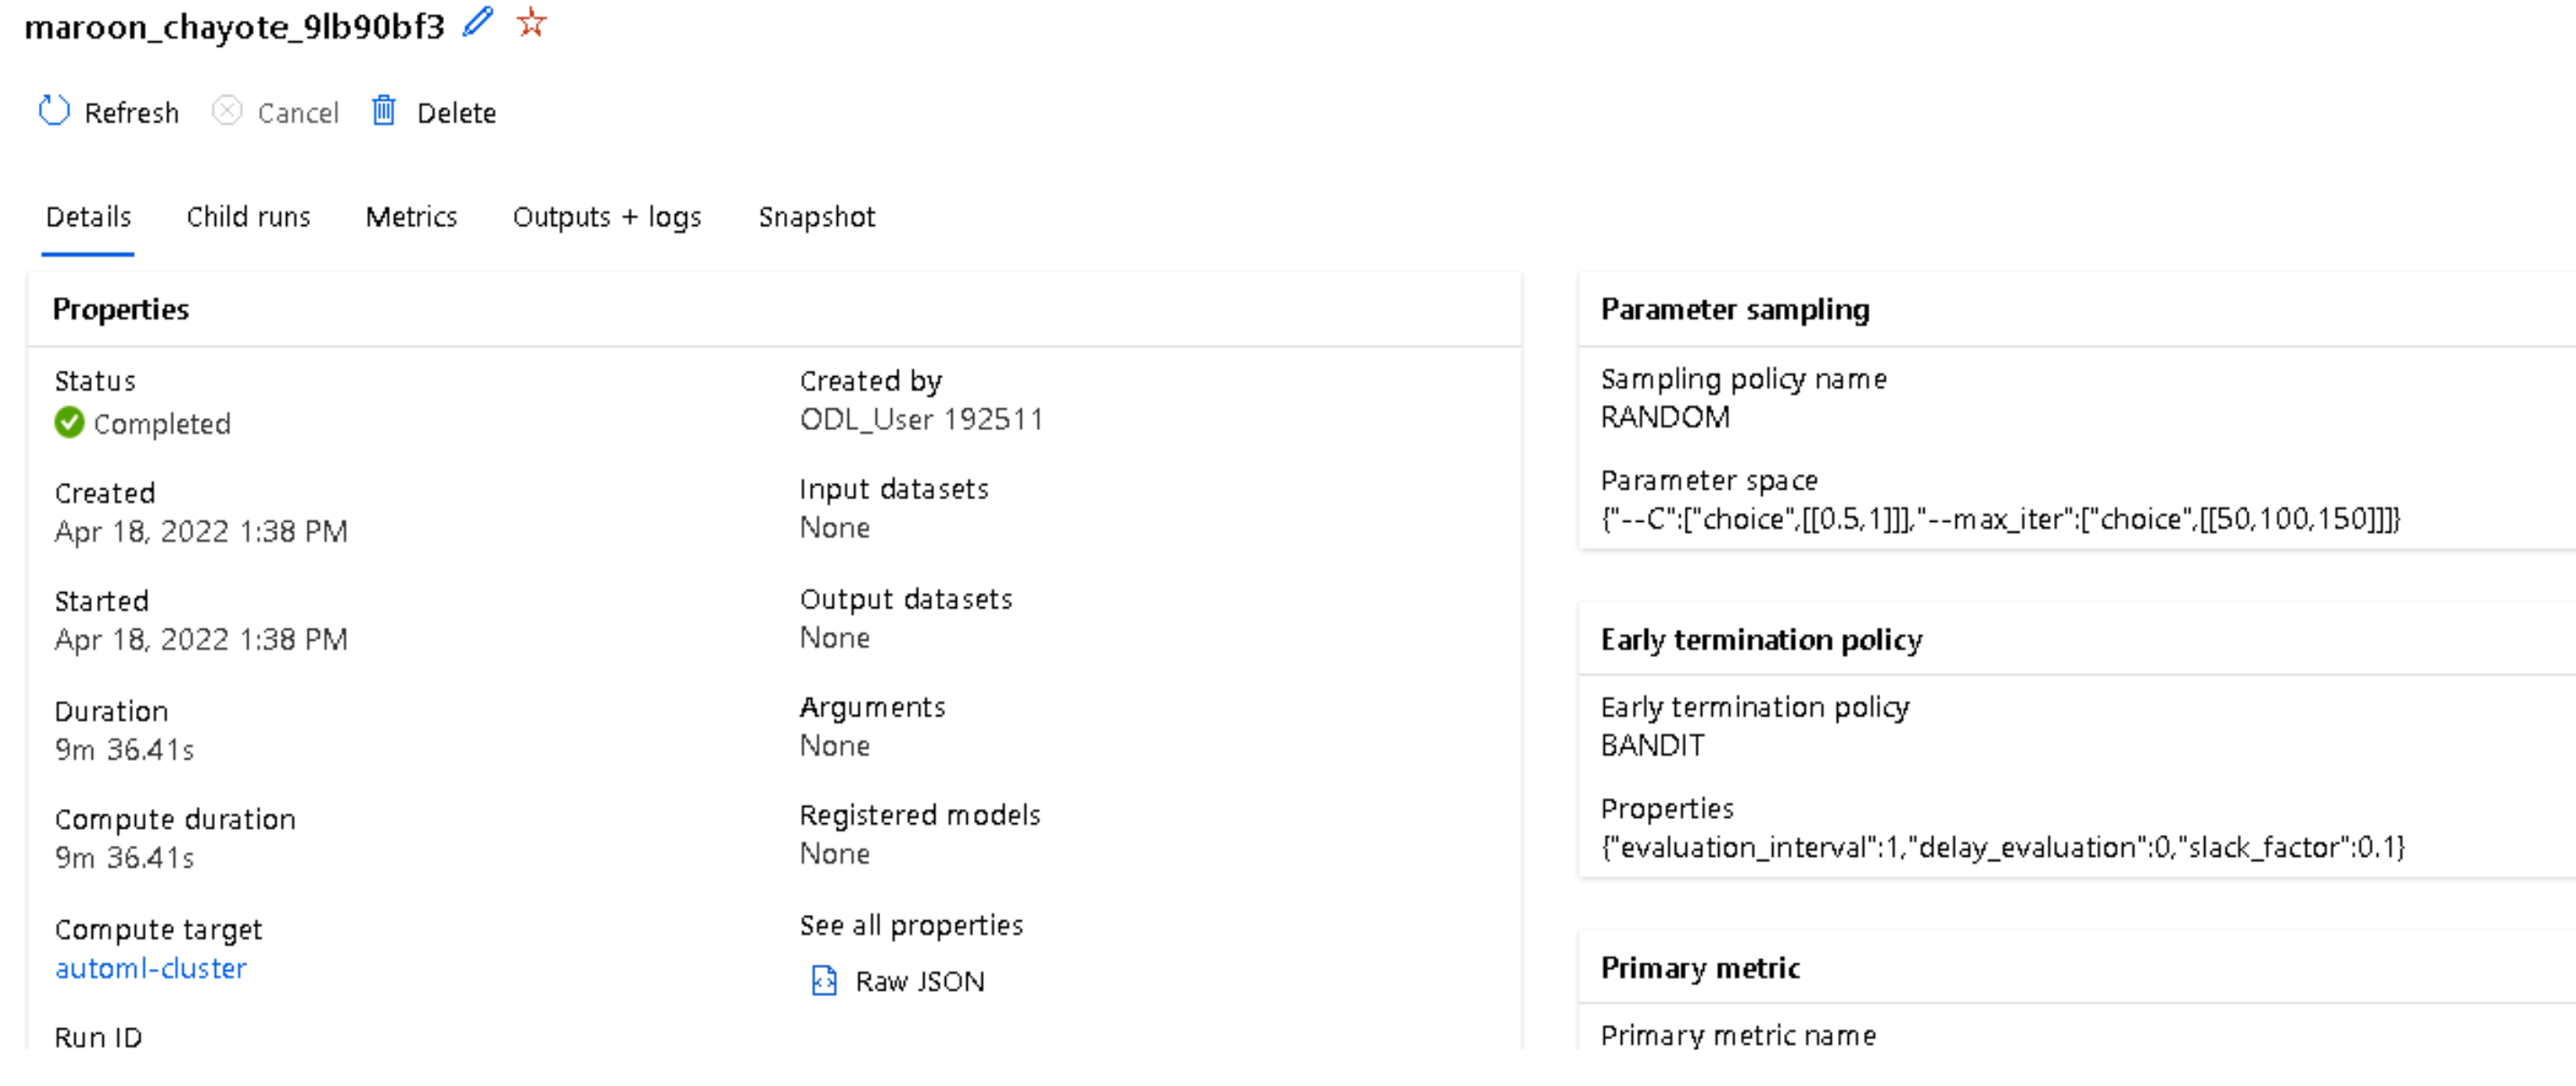 maroon_chayote_9lb90bf3
Refresh Cancel Delete
Details Child runs Metrics Outputs + logs Snapshot
Properties
Status
Completed
Created
Apr 18, 2022 1:38 PM
Started
Apr 18, 2022 1:38 PM
Duration
9m 36.41s
Compute duration
9m 36.41s
Compute target
automl-cluster
Run ID
Created by
ODL_User 192511
Input datasets
None
Output datasets
None
Arguments
None
Registered models
None
See all properties
Raw JSON
Parameter sampling
Sampling policy name
RANDOM
Parameter space
{"--C":["choice",[[0.5,1]]],"--max_iter":["choice",[[50,100,150]]]}
Early termination policy
Early termination policy
BANDIT
Properties
{"evaluation_interval":1,"delay_evaluation":0,"slack_factor":0.1}
Primary metric
Primary metric name